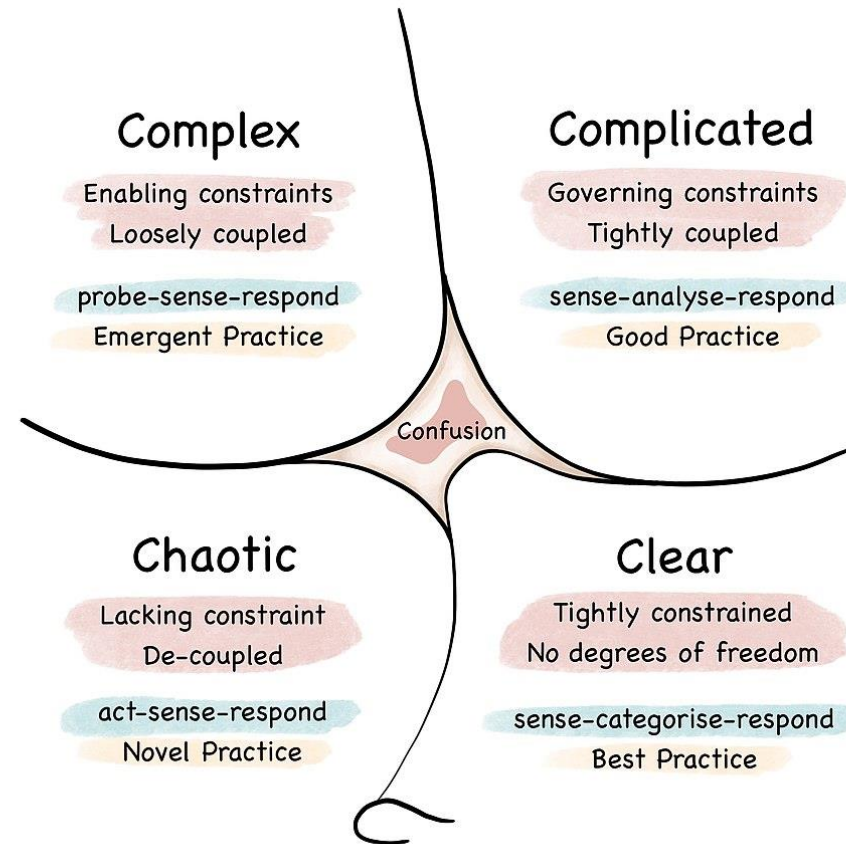 Complex
Enabling constraints
Loosely coupled
probe-sense-respond
Emergent Practice
Complicated
Governing constraints
Tightly coupled
sense-analyse-respond
Good Practice
Confusion
Chaotic
Lacking constraint
De-coupled
act-sense-respond
Novel Practice
Clear
Tightly constrained
No degrees of freedom
sense-categorise-respond
Best Practice